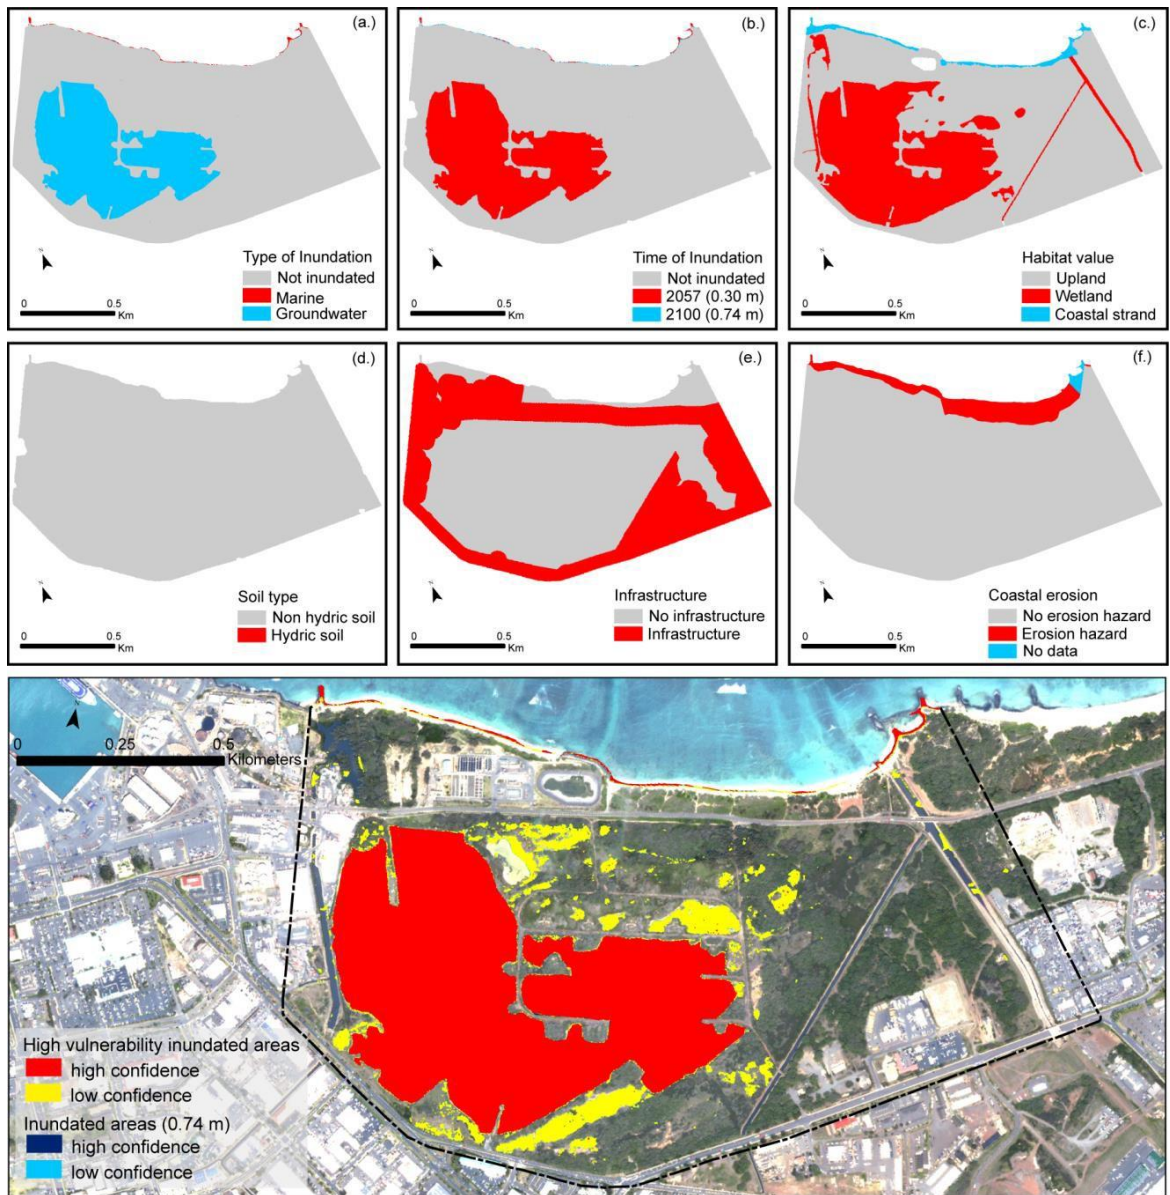 (a.)
Type of Inundation
Not inundated
Marine
Groundwater
N
0
0.5
Km
(b.)
Time of Inundation
Not inundated
2057 (0.30 m)
2100 (0.74 m)
N
0
0.5
Km
(c.)
Habitat value
Upland
Wetland
Coastal strand
N
0
0.5
Km
(d.)
Soil type
Non hydric soil
Hydric soil
N
0
0.5
Km
(e.)
Infrastructure
No infrastructure
Infrastructure
N
0
0.5
Km
(f.)
Coastal erosion
No erosion hazard
Erosion hazard
No data
N
0
0.5
Km
N
0 0.25 0.5
Kilometers
High vulnerability inundated areas
high confidence
low confidence
Inundated areas (0.74 m)
high confidence
low confidence